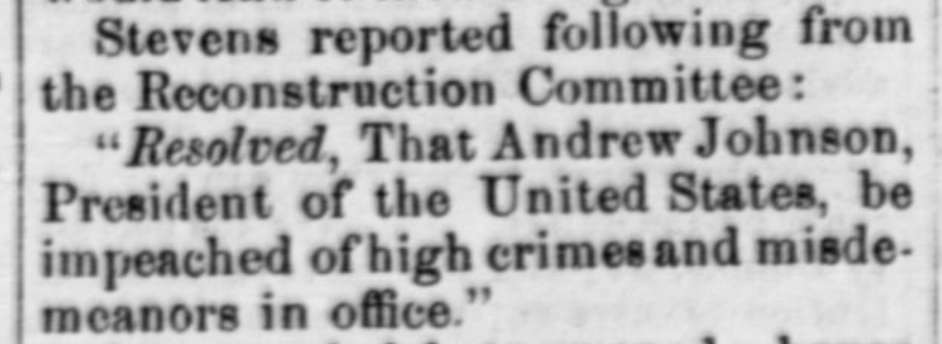 Stevens reported following from
the Reconstruction Committee:
"Resolved, That Andrew Johnson,
President of the United States, be
impeached of high crimes and misde-
meanors in office."